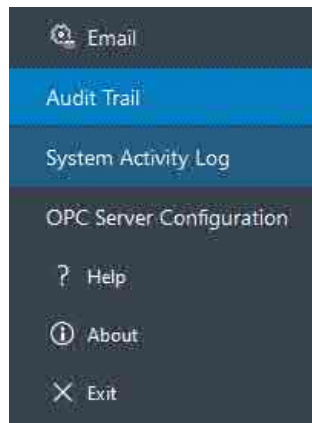 Email
Audit Trail
System Activity Log
OPC Server Configuration
? Help
About
Exit